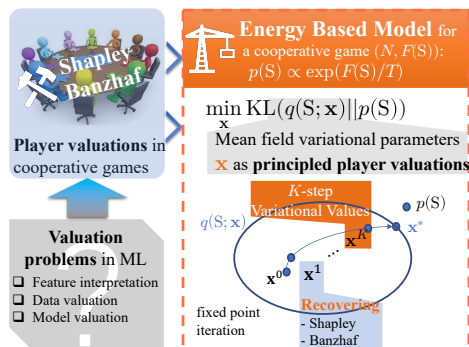 Shapley
Banzhaf
Player valuations in
cooperative games
Valuation
problems in ML
❑ Feature interpretation
❑ Data valuation
❑ Model valuation
?
Energy Based Model for
a cooperative game (N, F(S)):
p(S) ∝ exp(F(S)/T)
min KL(q(S; x)||p(S))
x
Mean field variational parameters
x as principled player valuations
K-step
Variational Values
p(S)
q(S; x)
x*
x⁰
x¹
...
x^K
fixed point
iteration
Recovering
- Shapley
- Banzhaf